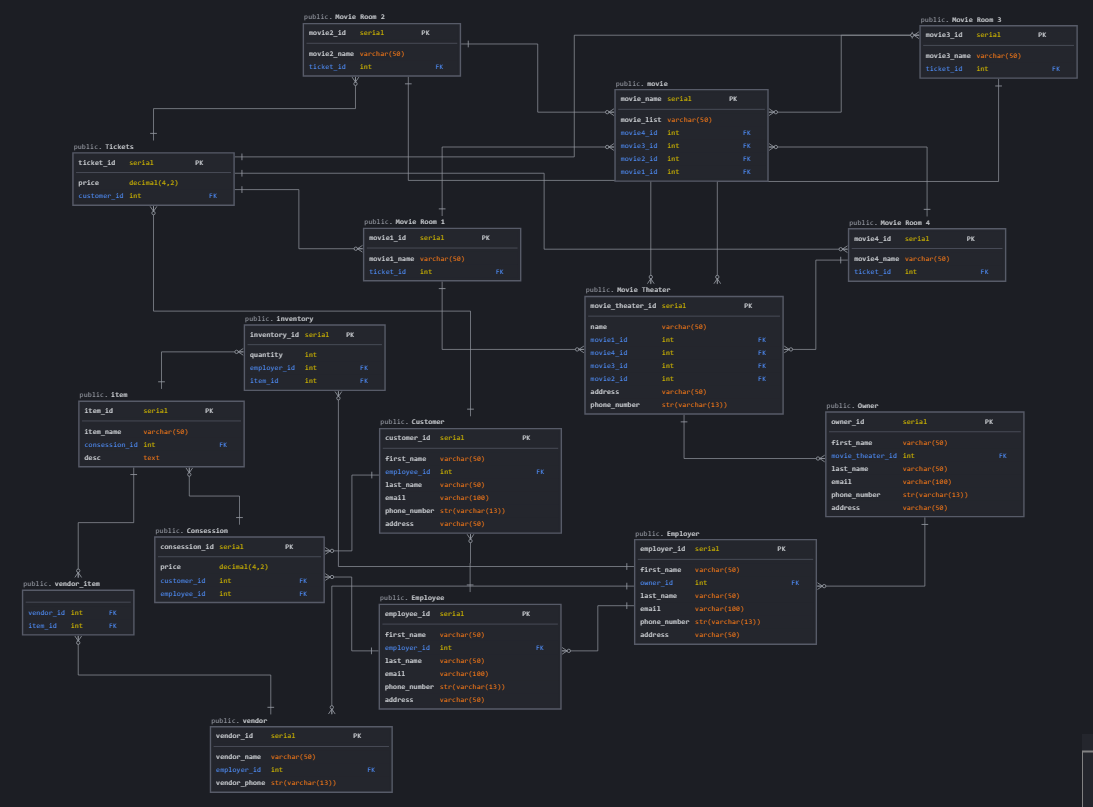 public. Movie Room 2
movie2_id serial PK
movie2_name varchar(50)
ticket_id int FK
public. Movie Room 3
movie3_id serial PK
movie3_name varchar(50)
ticket_id int FK
public. movie
movie_name serial PK
movie_list varchar(50)
movie4_id int FK
movie3_id int FK
movie2_id int FK
movie1_id int FK
public. Tickets
ticket_id serial PK
price decimal(4,2)
customer_id int FK
public. Movie Room 1
movie1_id serial PK
movie1_name varchar(50)
ticket_id int FK
public. Movie Room 4
movie4_id serial PK
movie4_name varchar(50)
ticket_id int FK
public. Movie Theater
movie_theater_id serial PK
name varchar(50)
movie1_id int FK
movie4_id int FK
movie3_id int FK
movie2_id int FK
address varchar(50)
phone_number str(varchar(13))
public. inventory
inventory_id serial PK
quantity int
employer_id int FK
item_id int FK
public. item
item_id serial PK
item_name varchar(50)
consession_id int FK
desc text
public. Customer
customer_id serial PK
first_name varchar(50)
employee_id int FK
last_name varchar(50)
email varchar(100)
phone_number str(varchar(13))
address varchar(50)
public. Owner
owner_id serial PK
first_name varchar(50)
movie_theater_id int FK
last_name varchar(50)
email varchar(100)
phone_number str(varchar(13))
address varchar(50)
public. Consession
consession_id serial PK
price decimal(4,2)
customer_id int FK
employee_id int FK
public. Employer
employer_id serial PK
first_name varchar(50)
owner_id int FK
last_name varchar(50)
email varchar(100)
phone_number str(varchar(13))
address varchar(50)
public. vendor_item
vendor_id int FK
item_id int FK
public. Employee
employee_id serial PK
first_name varchar(50)
employer_id int FK
last_name varchar(50)
email varchar(100)
phone_number str(varchar(13))
address varchar(50)
public. vendor
vendor_id serial PK
vendor_name varchar(50)
employer_id int FK
vendor_phone str(varchar(13))